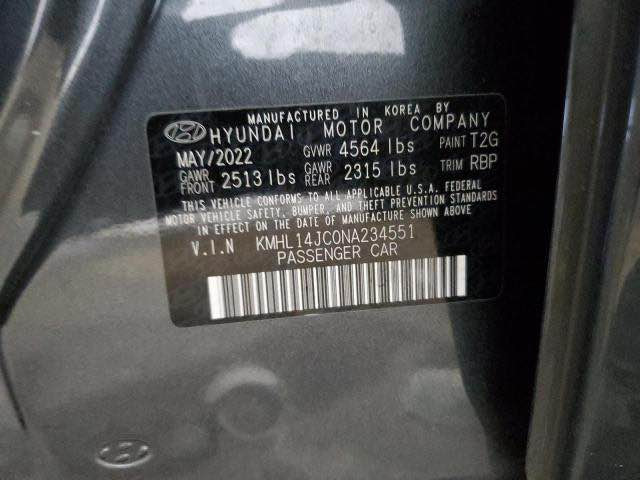 MANUFACTURED IN KOREA BY
HYUNDAI MOTOR COMPANY
MAY/2022 GVWR 4564 lbs PAINT T2G
GAWR FRONT 2513 lbs GAWR REAR 2315 lbs TRIM RBP
THIS VEHICLE CONFORMS TO ALL APPLICABLE U.S.A. FEDERAL
MOTOR VEHICLE SAFETY, BUMPER, AND THEFT PREVENTION STANDARDS
IN EFFECT ON THE DATE OF MANUFACTURE SHOWN ABOVE.
V.I.N KMHL14JC0NA234551
PASSENGER CAR